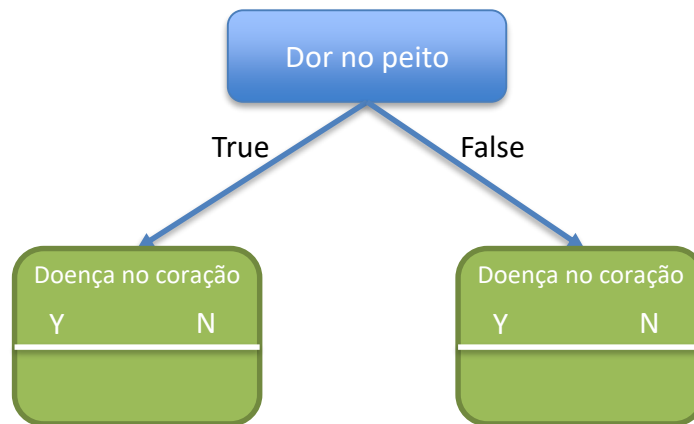 Dor no peito
True
False
Doença no coração
Y N
Doença no coração
Y N